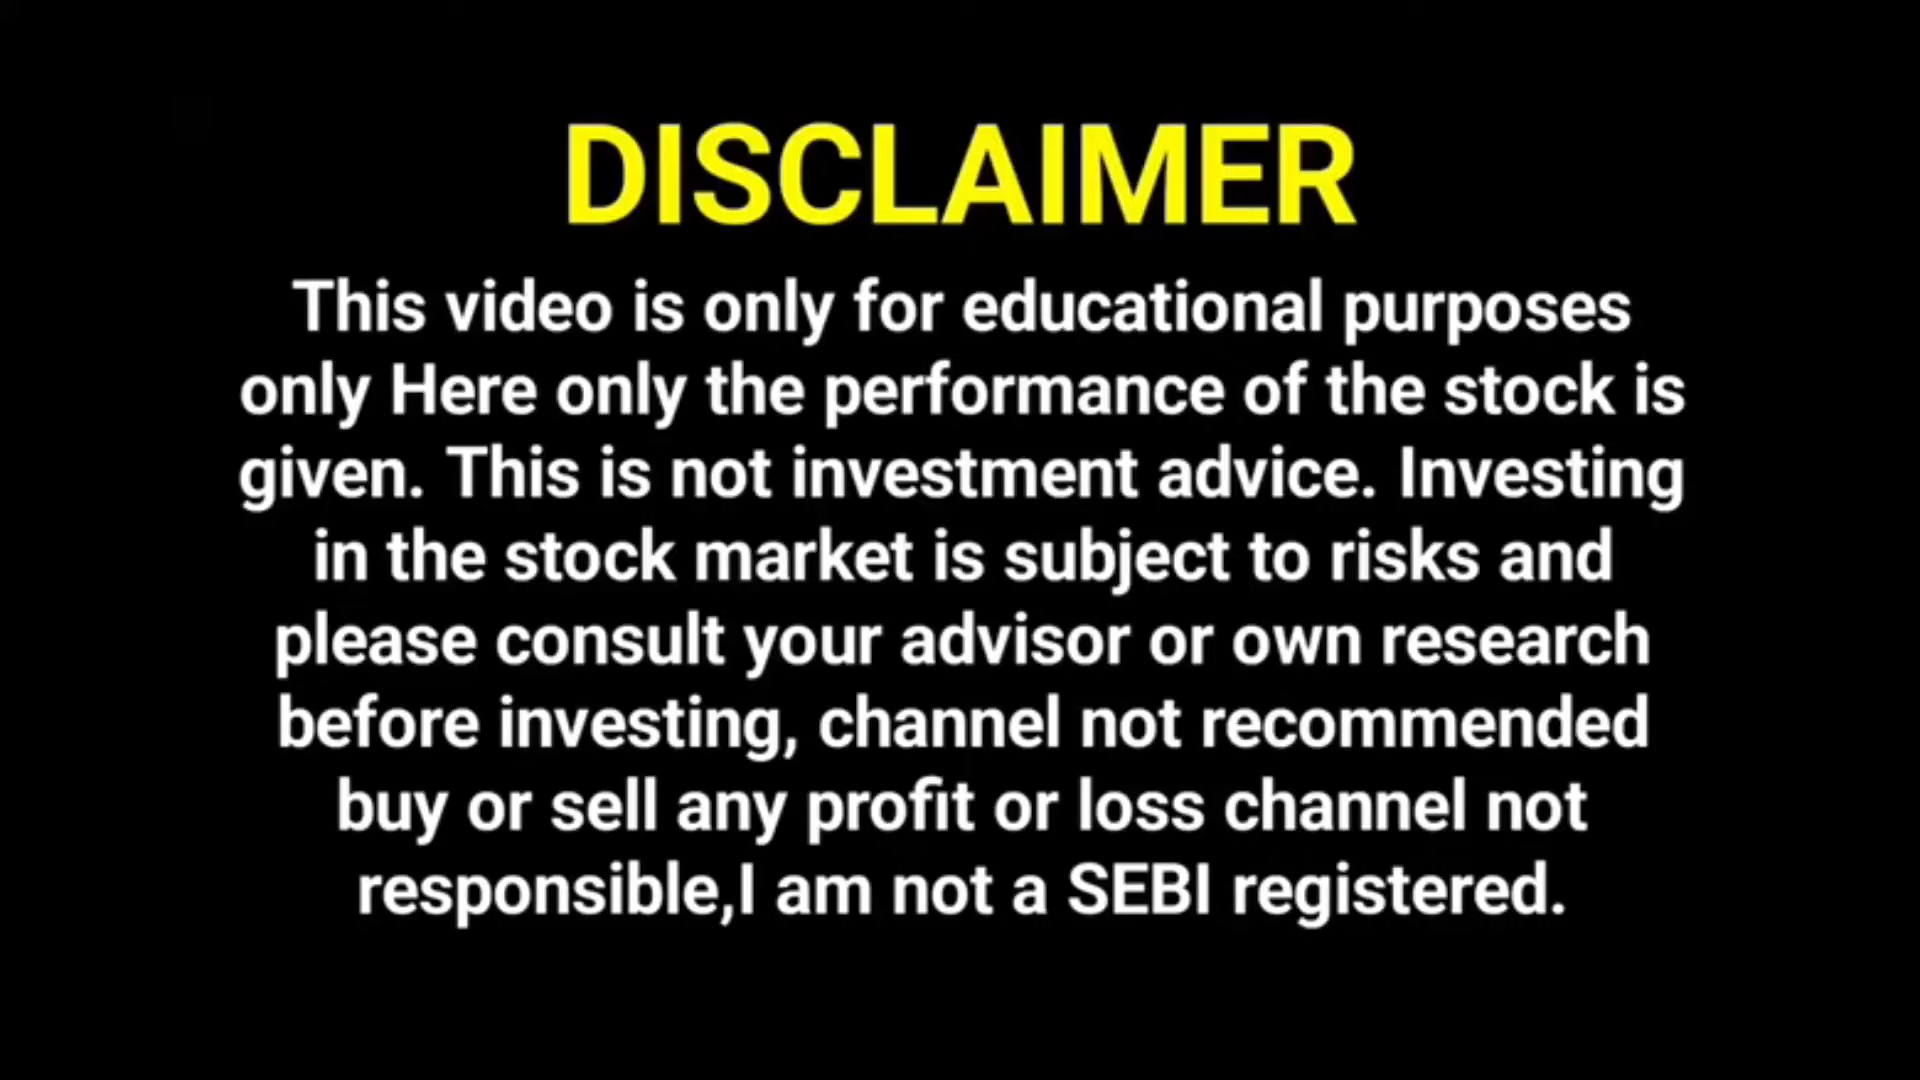 DISCLAIMER
This video is only for educational purposes
only Here only the performance of the stock is
given. This is not investment advice. Investing
in the stock market is subject to risks and
please consult your advisor or own research
before investing, channel not recommended
buy or sell any profit or loss channel not
responsible,I am not a SEBI registered.